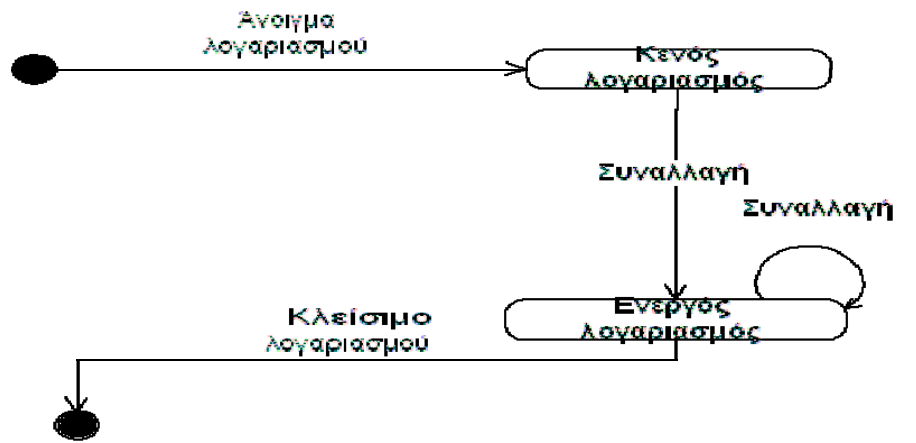 Άνοιγμα
λογαριασμού
Κενός
λογαριασμός
Συναλλαγή
Συναλλαγή
Ενεργός
λογαριασμός
Κλείσιμο
λογαριασμού